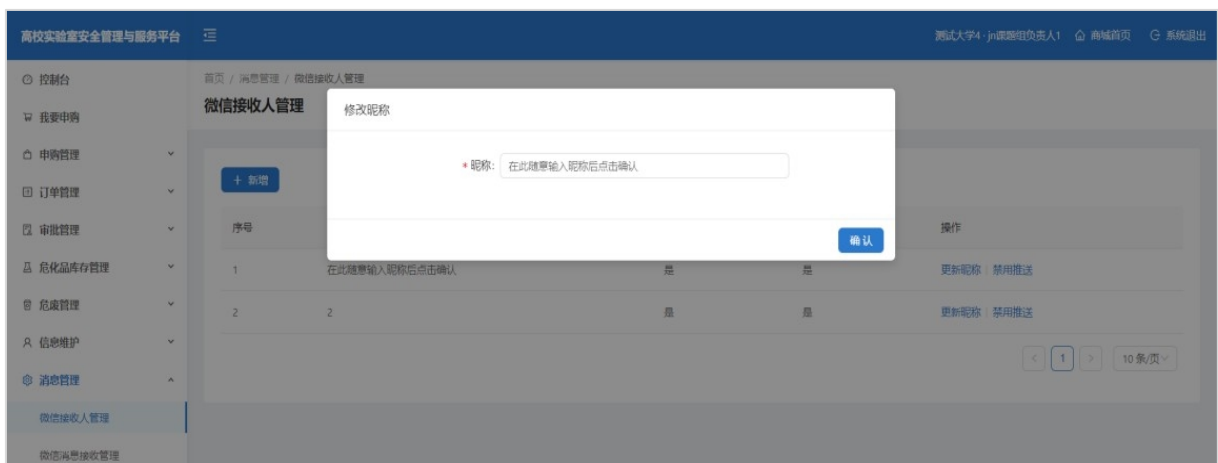 高校实验室安全管理与服务平台
测试大学4 - jn课题组负责人1 商城首页 系统退出
控制台
我要申购
申购管理
订单管理
审批管理
危化品库存管理
危废管理
信息维护
消息管理
微信接收人管理
微信消息接收管理
首页 / 消息管理 / 微信接收人管理
微信接收人管理
修改昵称
* 昵称: 在此随意输入昵称后点击确认
确认
+ 新增
序号 操作
1 在此随意输入昵称后点击确认 是 是 更新昵称 禁用推送
2 2 是 是 更新昵称 禁用推送
< 1 > 10 条/页